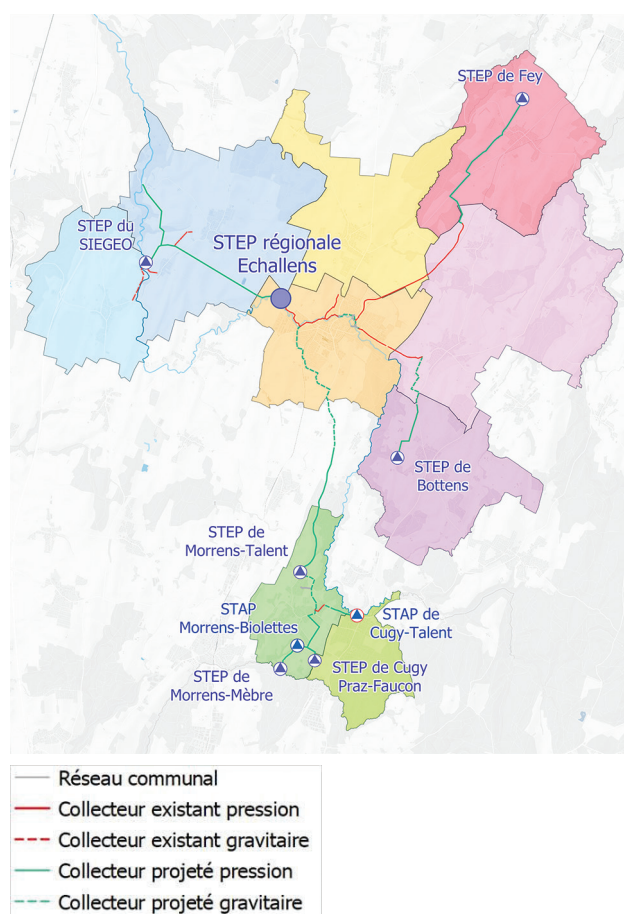 STEP de Fey
STEP du
SIEGEO
STEP régionale
Echallens
STEP de
Bottens
STEP de
Morrens-Talent
STAP
Morrens-Biolettes
STAP de
Cugy-Talent
STEP de
Morrens-Mèbre
STEP de Cugy
Praz-Faucon
Réseau communal
Collecteur existant pression
Collecteur existant gravitaire
Collecteur projeté pression
Collecteur projeté gravitaire